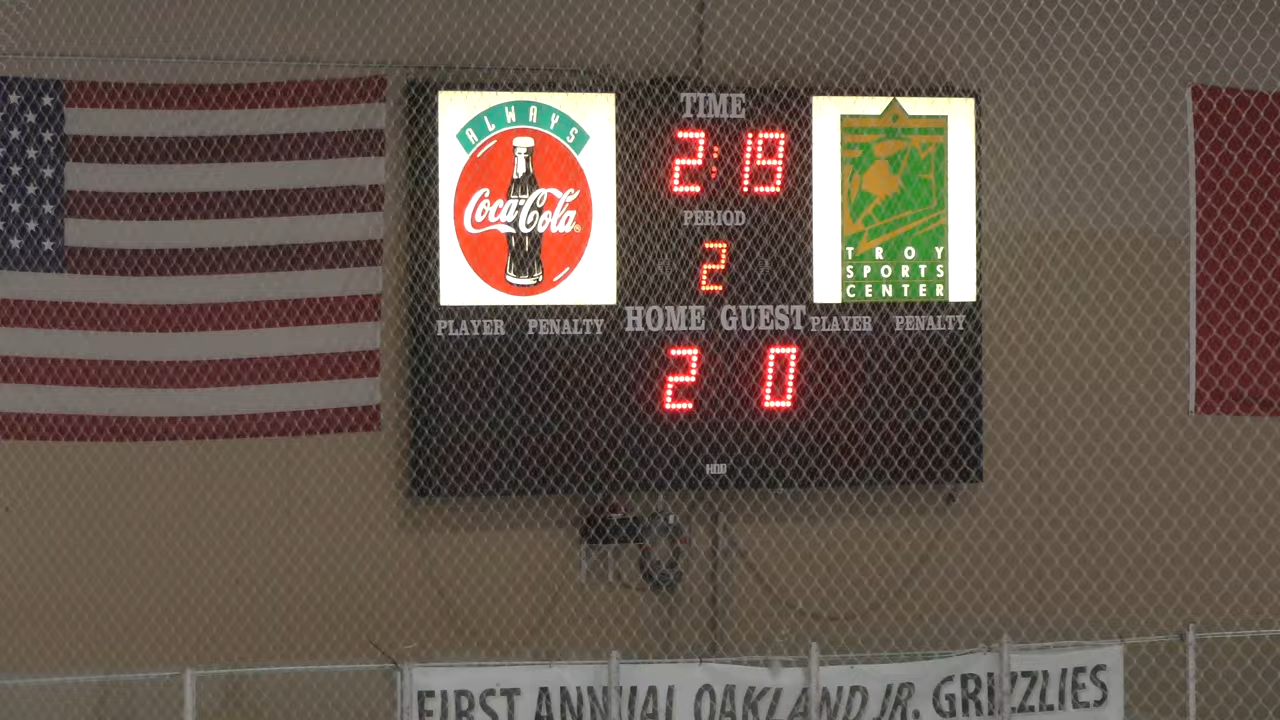 ALWAYS
Coca-Cola
TIME
2:19
PERIOD
2
TROY
SPORTS
CENTER
PLAYER PENALTY
HOME GUEST
PLAYER PENALTY
2 0
FIRST ANNUAL OAKLAND JR. GRIZZLIES